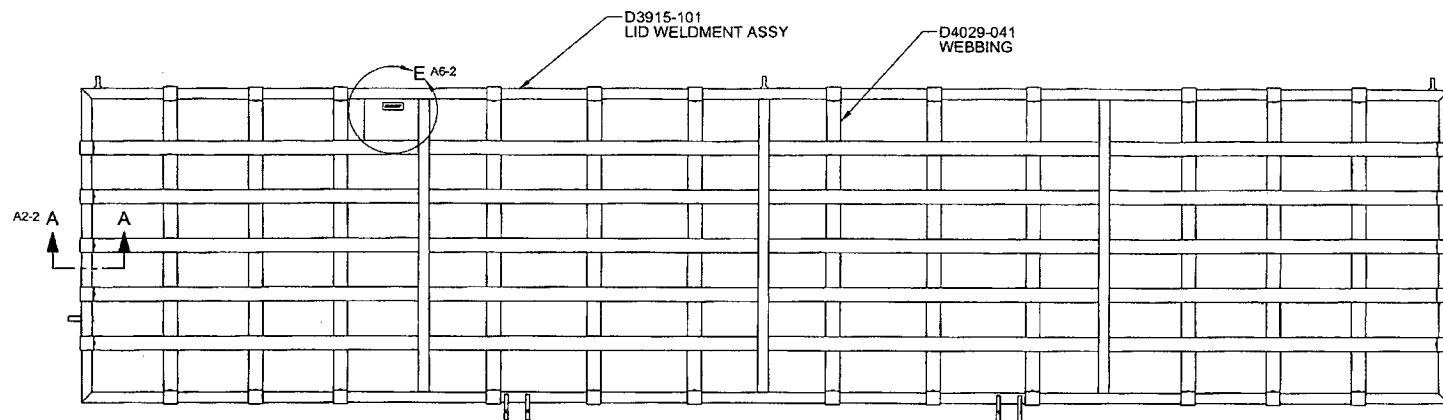 D3915-101
LID WELDMENT ASSY
D4029-041
WEBBING
E A6-2
A2-2 A A